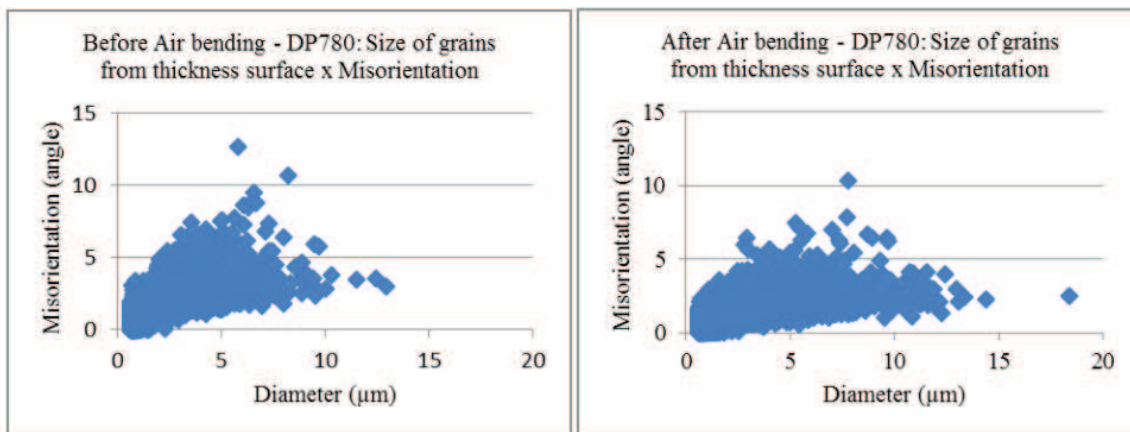 Before Air bending - DP780: Size of grains
from thickness surface x Misorientation
Misorientation (angle)
15
10
5
0
0 5 10 15 20
Diameter (µm)
After Air bending - DP780: Size of grains
from thickness surface x Misorientation
Misorientation (angle)
15
10
5
0
0 5 10 15 20
Diameter (µm)